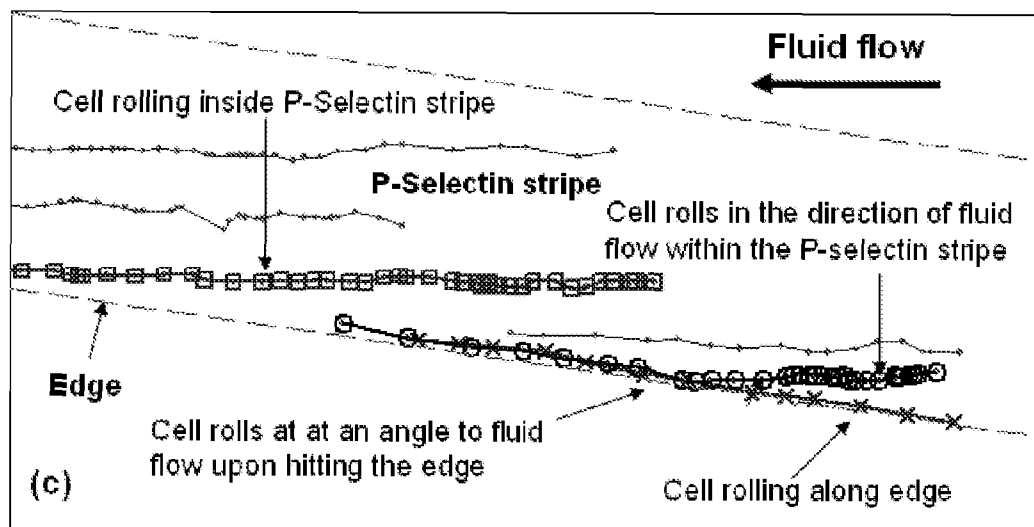 Fluid flow
Cell rolling inside P-Selectin stripe
P-Selectin stripe
Cell rolls in the direction of fluid
flow within the P-selectin stripe
Edge
Cell rolls at at an angle to fluid
flow upon hitting the edge
Cell rolling along edge
(c)